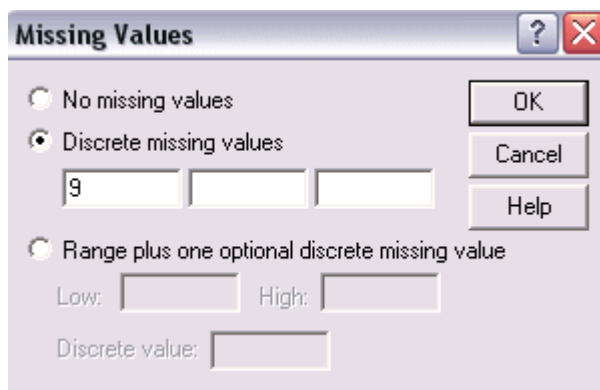 Missing Values
?
No missing values
OK
Discrete missing values
Cancel
9
Help
Range plus one optional discrete missing value
Low: High:
Discrete value: